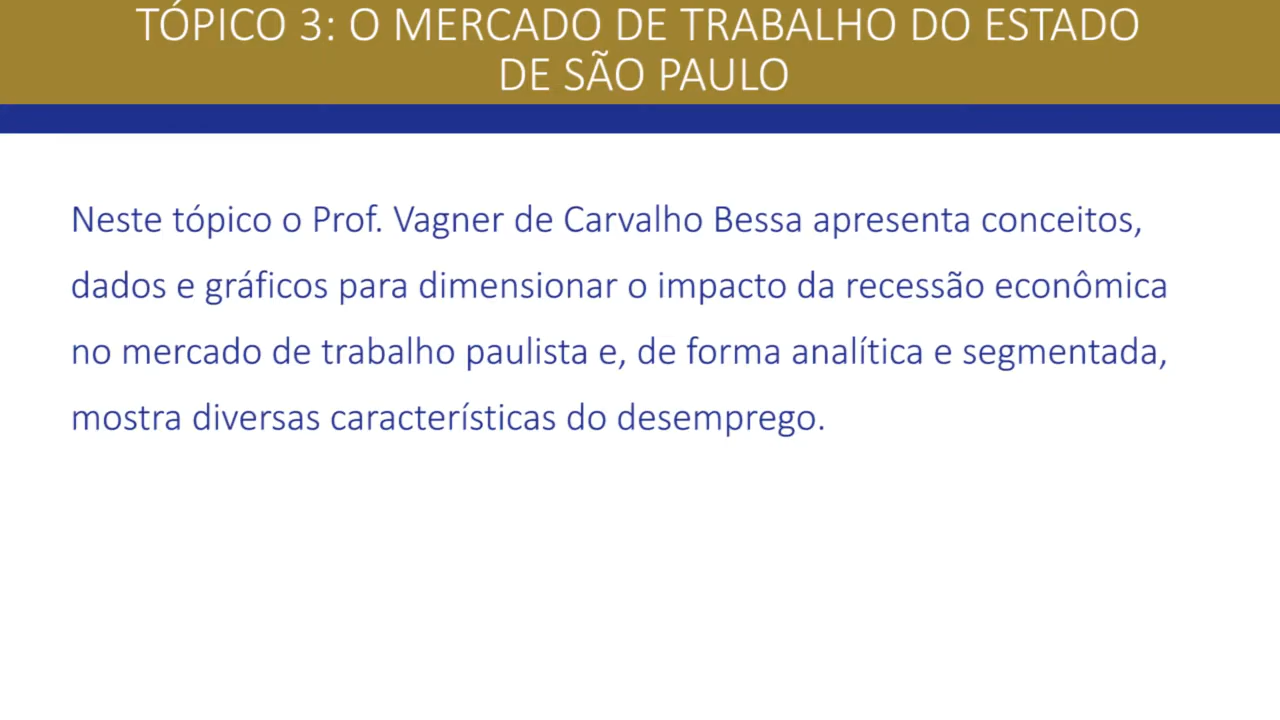 TÓPICO 3: O MERCADO DE TRABALHO DO ESTADO
DE SÃO PAULO
Neste tópico o Prof. Vagner de Carvalho Bessa apresenta conceitos,
dados e gráficos para dimensionar o impacto da recessão econômica
no mercado de trabalho paulista e, de forma analítica e segmentada,
mostra diversas características do desemprego.